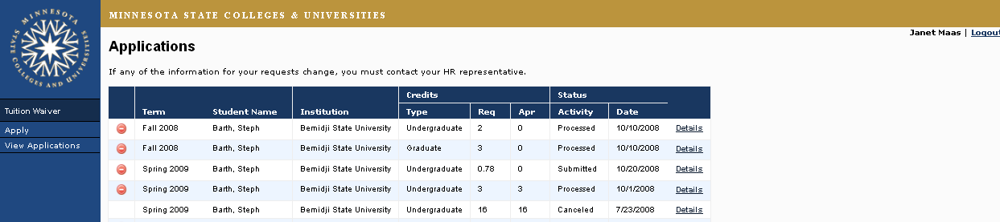 MINNESOTA STATE COLLEGES & UNIVERSITIES
MINNESOTA
STATE COLLEGES AND UNIVERSITIES
Janet Maas | Logout
Applications
If any of the information for your requests change, you must contact your HR representative.
Tuition Waiver
Apply
View Applications
Credits Status
Term Student Name Institution Type Req Apr Activity Date
Fall 2008 Barth, Steph Bemidji State University Undergraduate 2 0 Processed 10/10/2008 Details
Fall 2008 Barth, Steph Bemidji State University Graduate 3 0 Processed 10/10/2008 Details
Spring 2009 Barth, Steph Bemidji State University Undergraduate 0.78 0 Submitted 10/20/2008 Details
Spring 2009 Barth, Steph Bemidji State University Undergraduate 3 3 Processed 10/1/2008 Details
Spring 2009 Barth, Steph Bemidji State University Undergraduate 16 16 Canceled 7/23/2008 Details